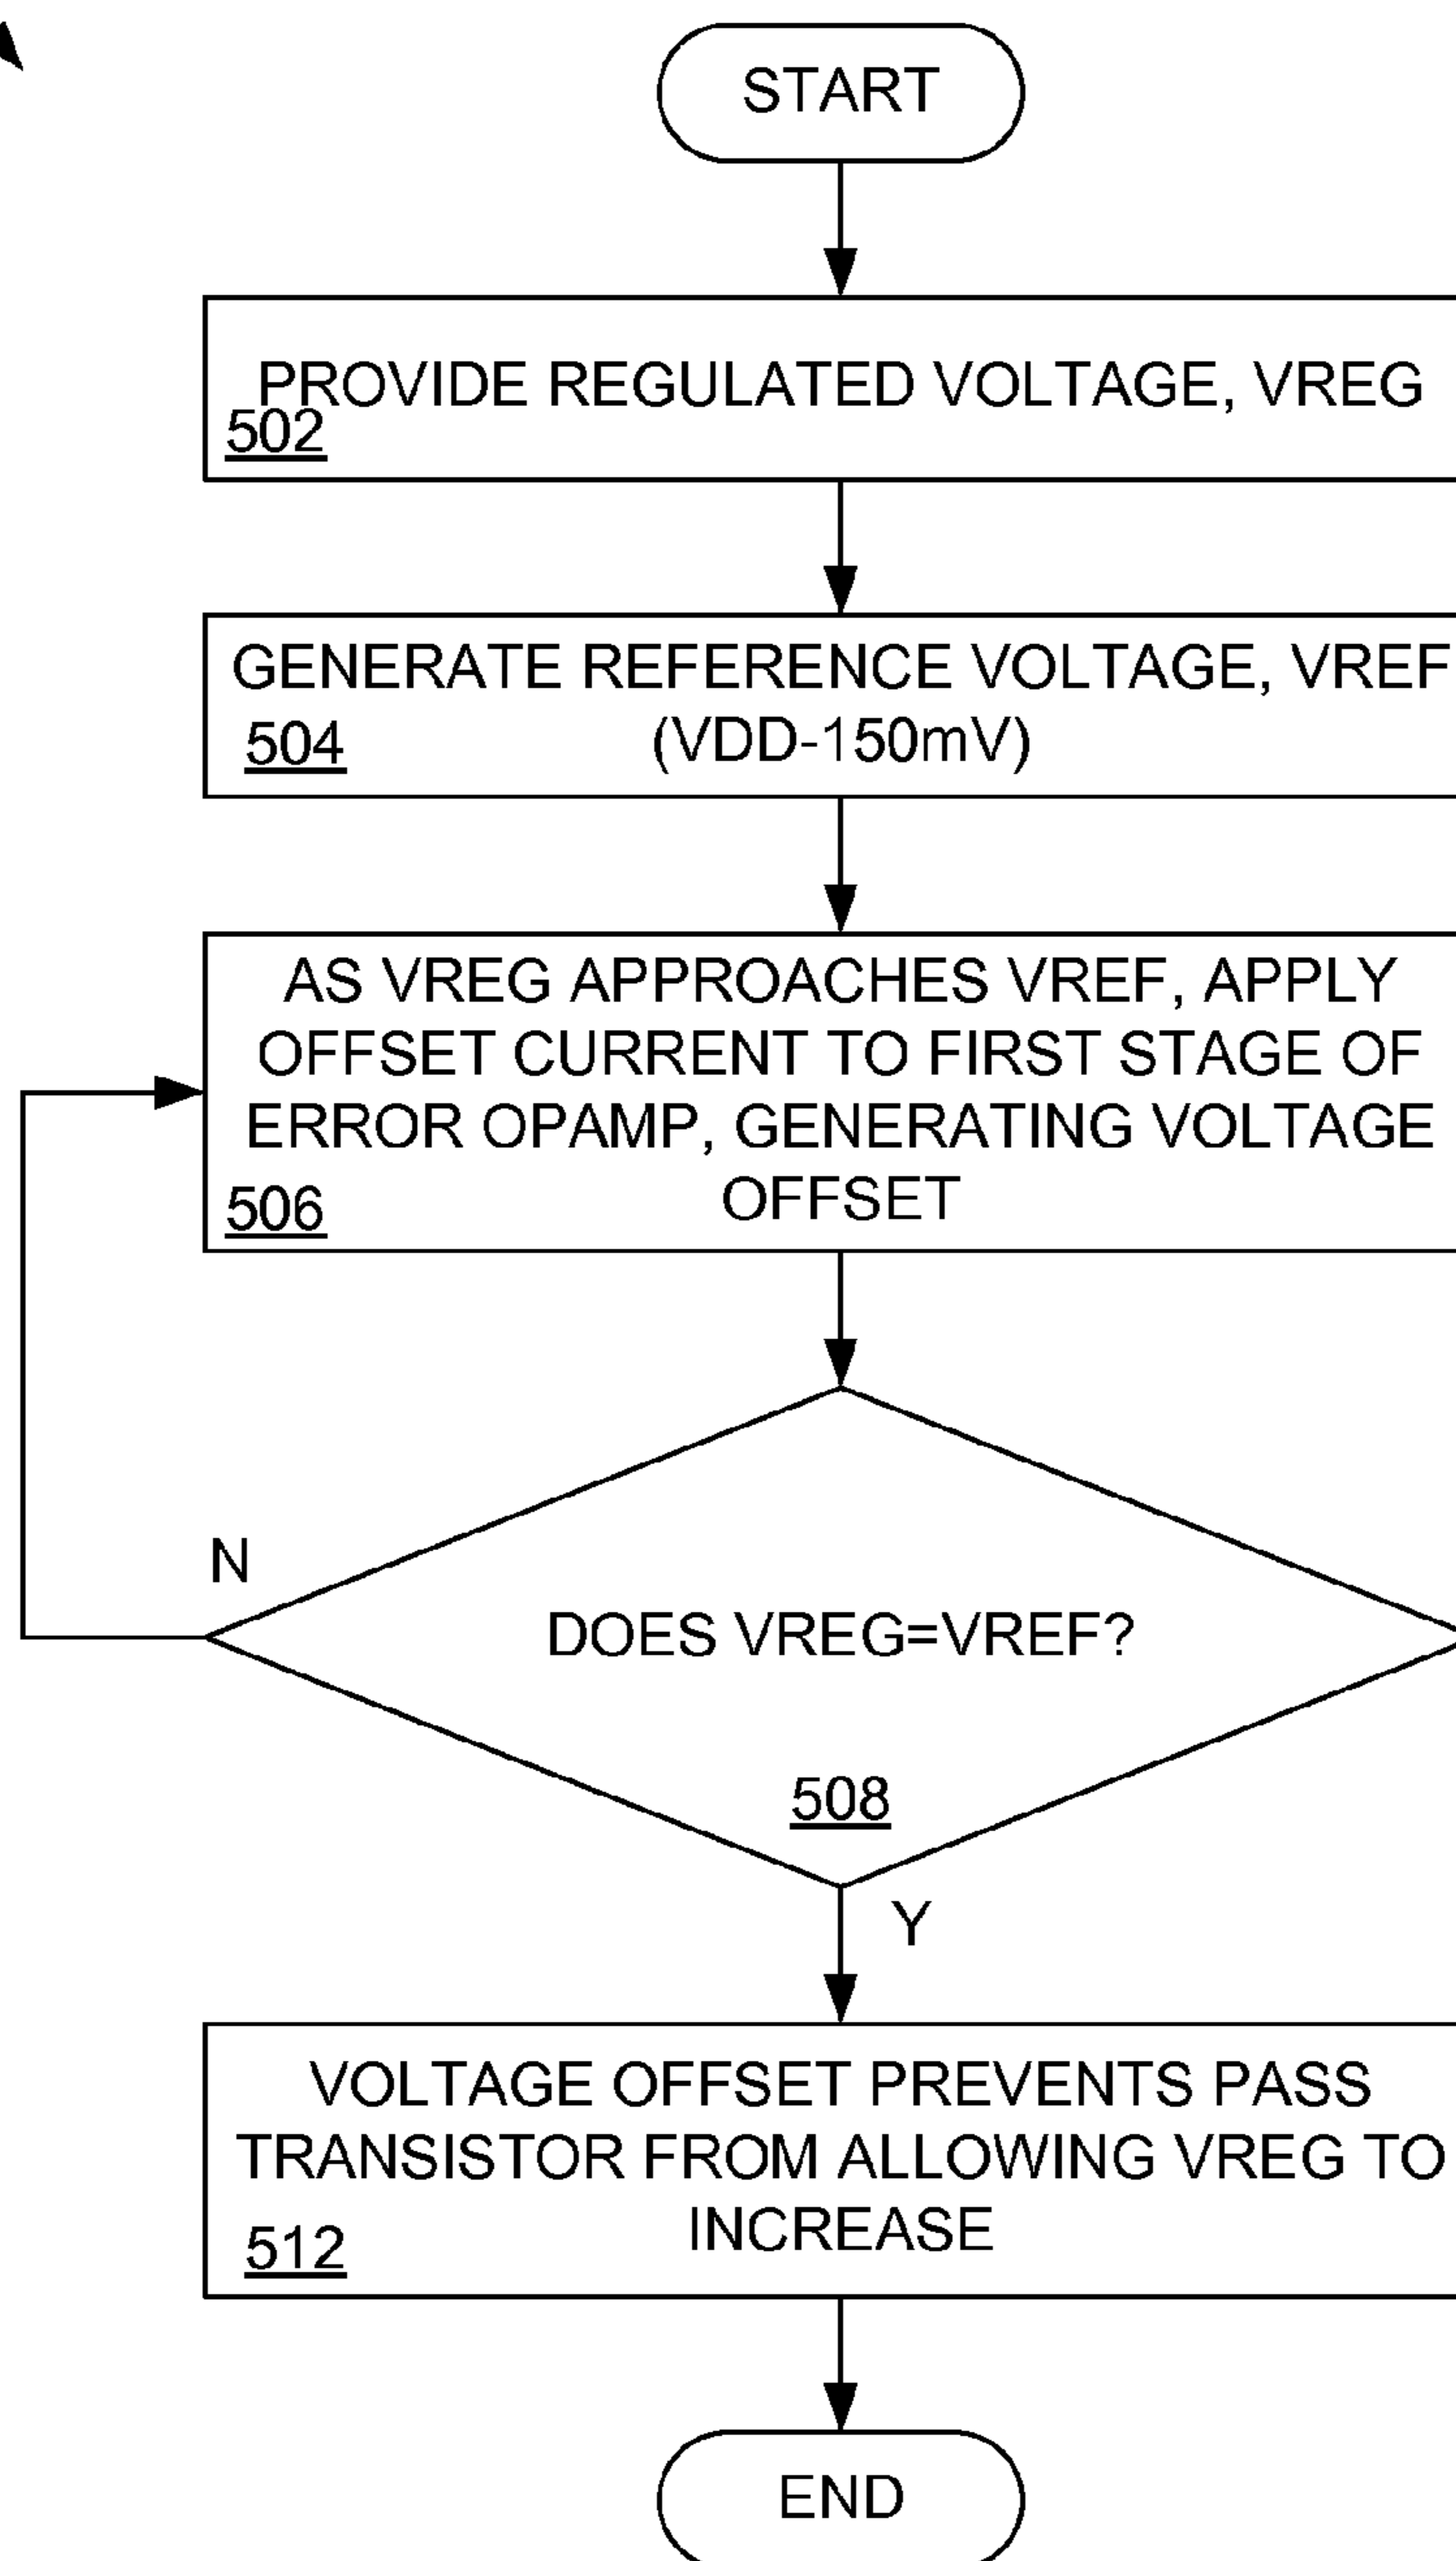 START
PROVIDE REGULATED VOLTAGE, VREG
502
GENERATE REFERENCE VOLTAGE, VREF
(VDD-150mV)
504
AS VREG APPROACHES VREF, APPLY
OFFSET CURRENT TO FIRST STAGE OF
ERROR OPAMP, GENERATING VOLTAGE
OFFSET
506
N
DOES VREG=VREF?
508
Y
VOLTAGE OFFSET PREVENTS PASS
TRANSISTOR FROM ALLOWING VREG TO
INCREASE
512
END